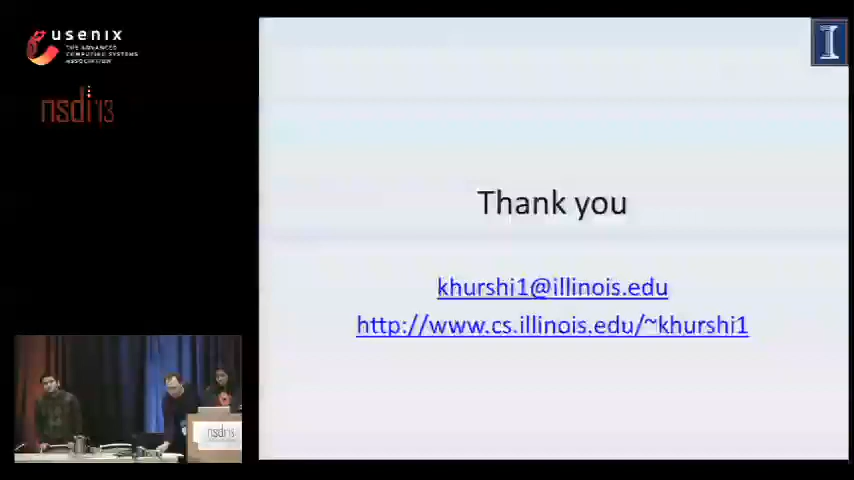 usenix
THE ADVANCED
COMPUTING SYSTEMS
ASSOCIATION
nsdi'13
I
Thank you
khurshi1@illinois.edu
http://www.cs.illinois.edu/~khurshi1
nsdi'13